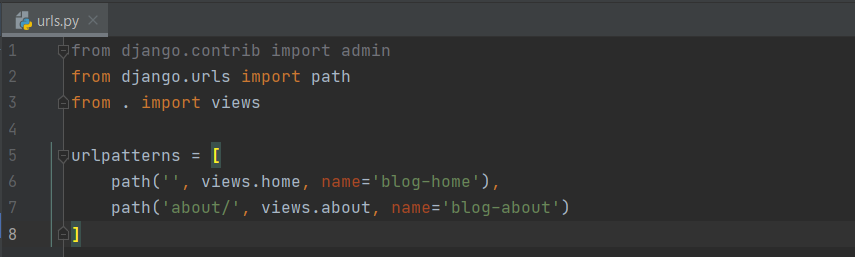 urls.py
1 from django.contrib import admin
2 from django.urls import path
3 from . import views
4
5 urlpatterns = [
6     path('', views.home, name='blog-home'),
7     path('about/', views.about, name='blog-about')
8 ]